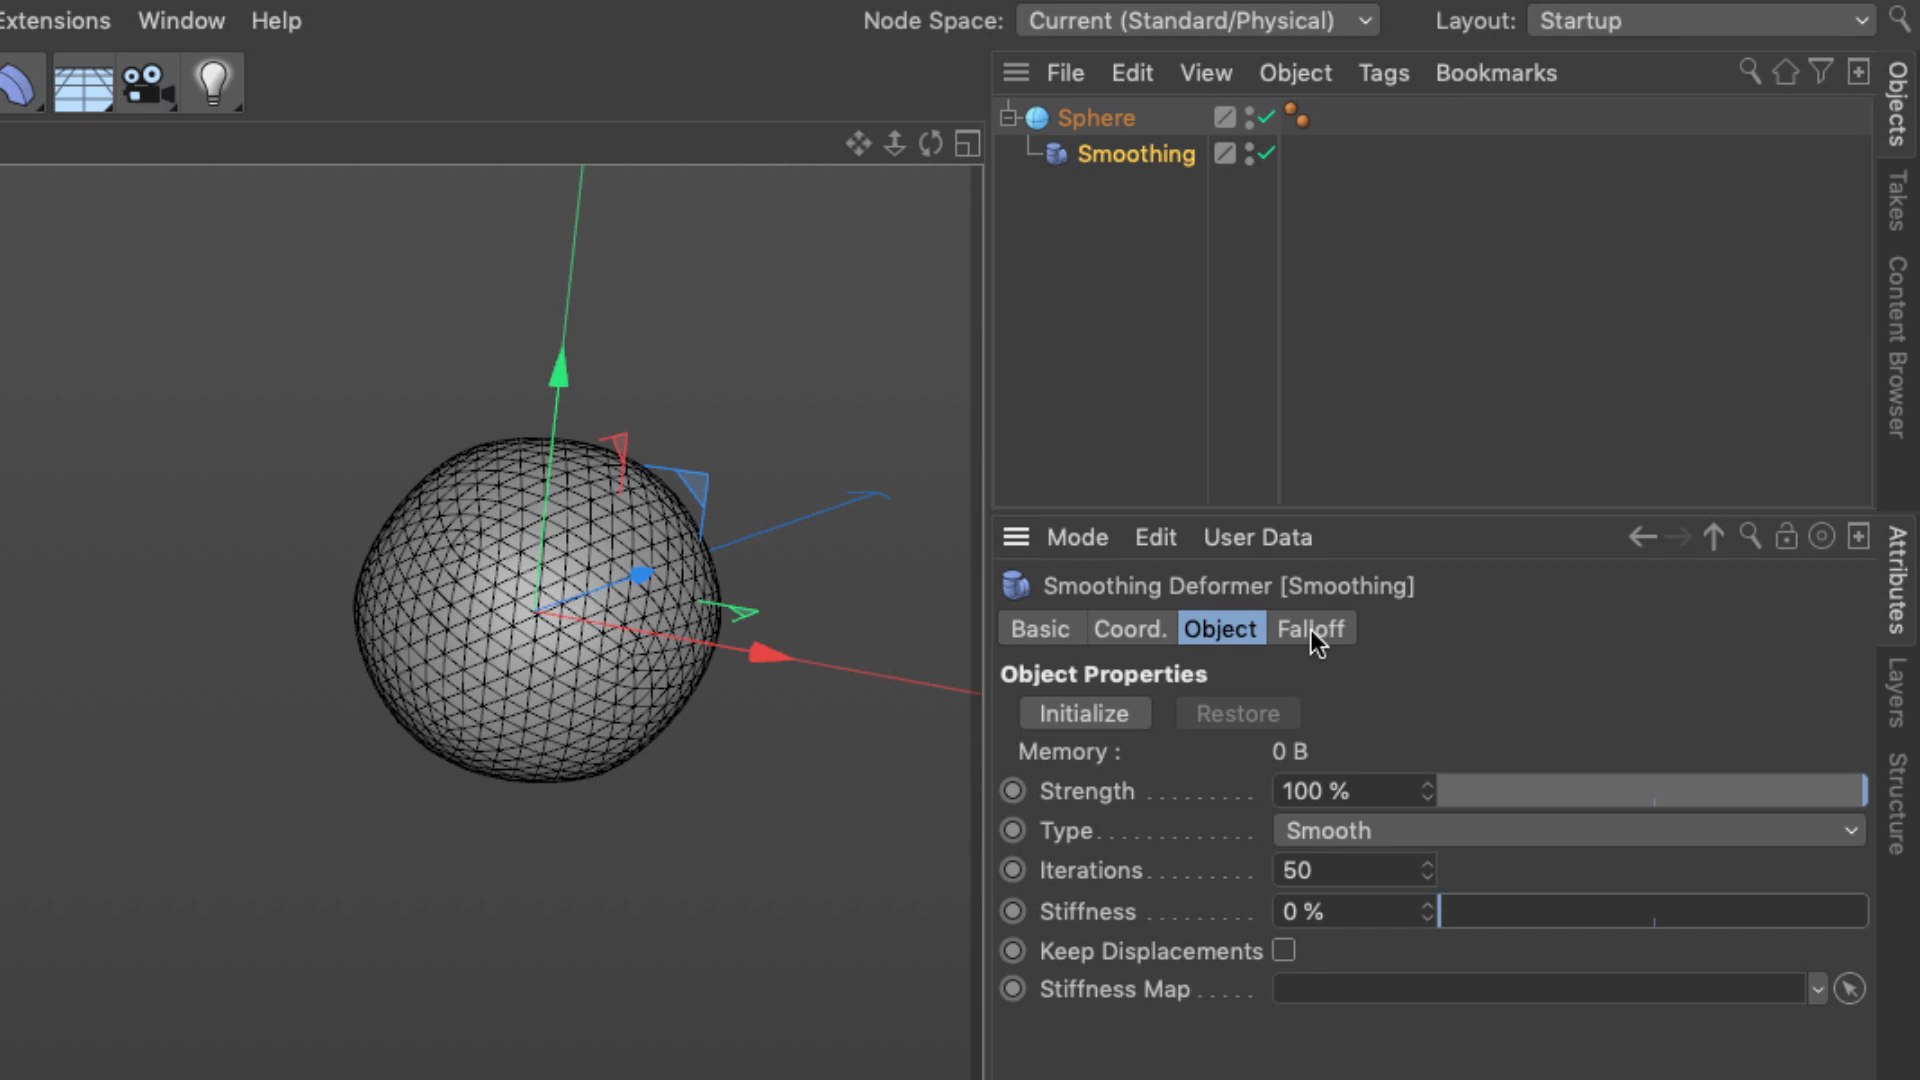 Extensions Window Help Node Space: Current (Standard/Physical) Layout: Startup
File Edit View Object Tags Bookmarks
Sphere
Smoothing
Objects
Takes
Content Browser
Mode Edit User Data
Smoothing Deformer [Smoothing]
Basic Coord. Object Falloff
Object Properties
Initialize Restore
Memory : 0 B
Strength . . . . . . . . . 100 %
Type. . . . . . . . . . . . . Smooth
Iterations . . . . . . . . . 50
Stiffness . . . . . . . . . 0 %
Keep Displacements
Stiffness Map . . . . .
Attributes
Layers
Structure